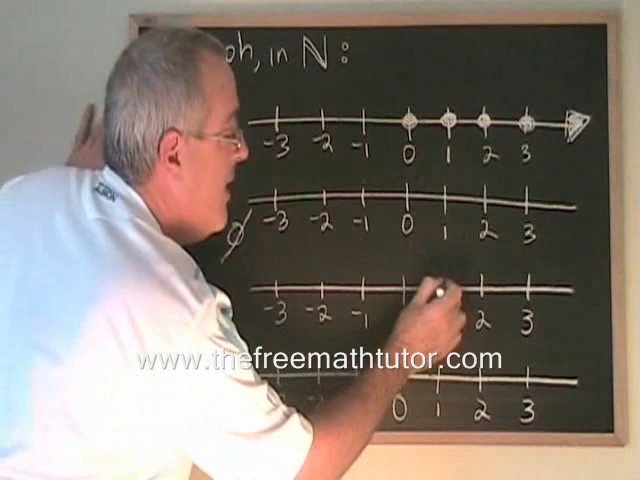 oh, in ℕ:
-3 -2 -1 0 1 2 3
∅ -3 -2 -1 0 1 2 3
-3 -2 -1 2 3
www.thefreemathtutor.com
0 1 2 3